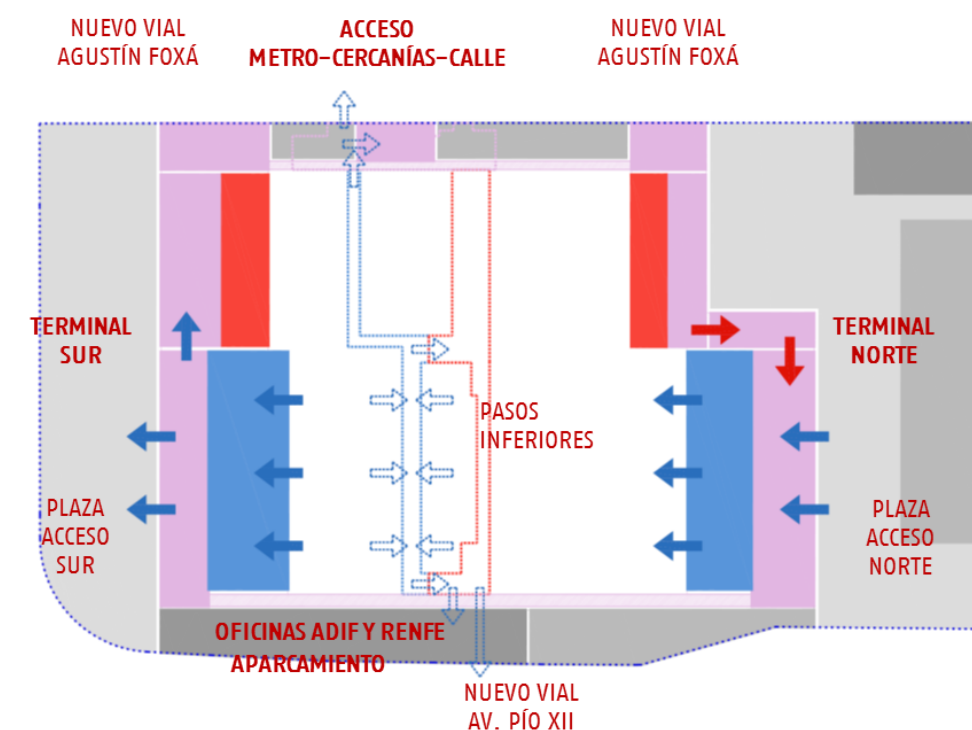 NUEVO VIAL
AGUSTÍN FOXÁ
ACCESO
METRO-CERCANÍAS-CALLE
NUEVO VIAL
AGUSTÍN FOXÁ
TERMINAL
SUR
TERMINAL
NORTE
PASOS
INFERIORES
PLAZA
ACCESO
SUR
PLAZA
ACCESO
NORTE
OFICINAS ADIF Y RENFE
APARCAMIENTO
NUEVO VIAL
AV. PÍO XII